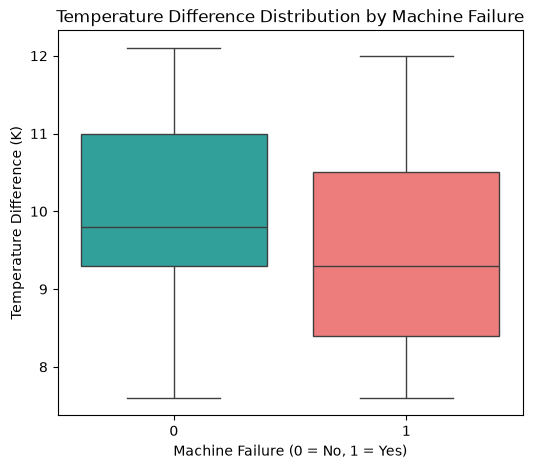 Temperature Difference Distribution by Machine Failure
Temperature Difference (K)
12
11
10
9
8
0
1
Machine Failure (0 = No, 1 = Yes)